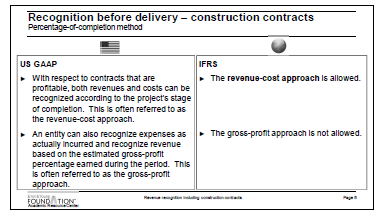 Recognition before delivery – construction contracts
Percentage-of-completion method
US GAAP
► With respect to contracts that are
profitable, both revenues and costs can be
recognized according to the project's stage
of completion. This is often referred to as
the revenue-cost approach.
► An entity can also recognize expenses as
actually incurred and recognize revenue
based on the estimated gross-profit
percentage earned during the period. This
is often referred to as the gross-profit
approach.
IFRS
► The revenue-cost approach is allowed.
► The gross-profit approach is not allowed.
FOUNDATION
Academic Resource Center
Revenue recognition including construction contracts
Page 6